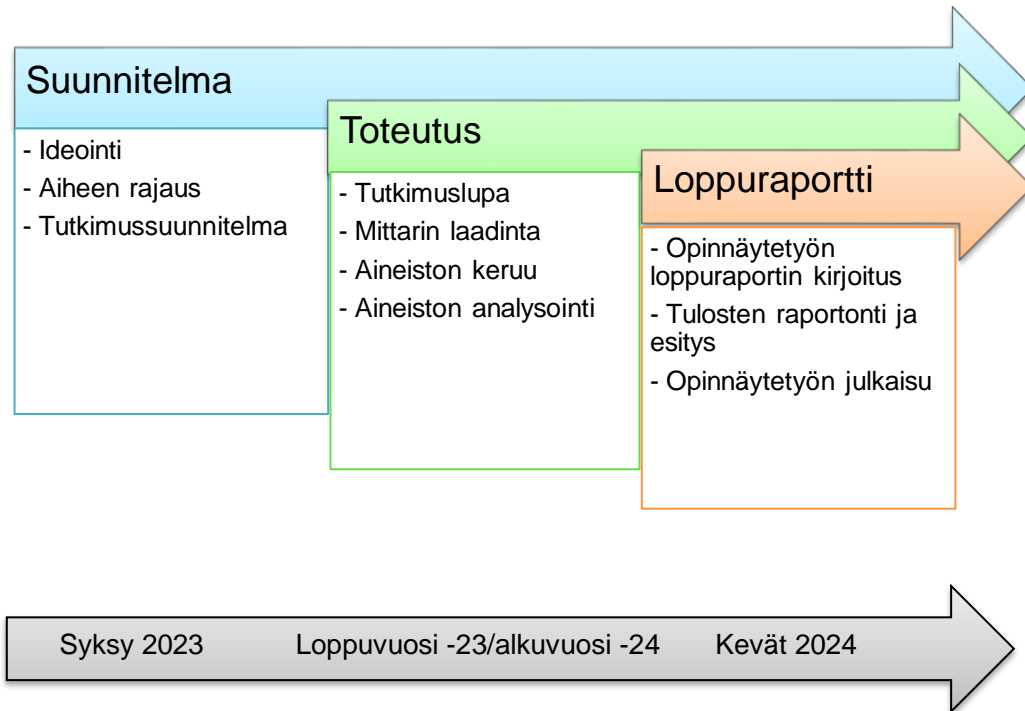 Suunnitelma
- Ideointi
- Aiheen rajaus
- Tutkimussuunnitelma
Toteutus
- Tutkimuslupa
- Mittarin laadinta
- Aineiston keruu
- Aineiston analysointi
Loppuraportti
- Opinnäytetyön
loppuraportin kirjoitus
- Tulosten raportonti ja
esitys
- Opinnäytetyön julkaisu
Syksy 2023 Loppuvuosi -23/alkuvuosi -24 Kevät 2024